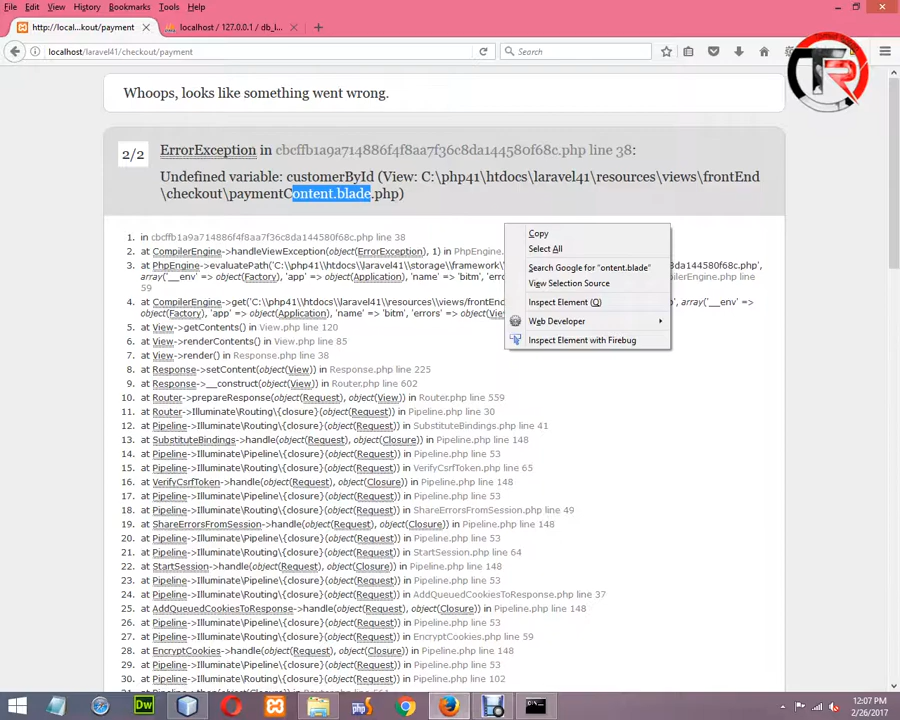 File Edit View History Bookmarks Tools Help
http://local...kout/payment
localhost / 127.0.0.1 / db_i
localhost/laravel41/checkout/payment
Search
TR
Whoops, looks like something went wrong.
2/2
ErrorException in cbcffb1a9a714886f4f8aa7f36c8da144580f68c.php line 38:
Undefined variable: customerById (View: C:\php41\htdocs\laravel41\resources\views\frontEnd
\checkout\paymentContent.blade.php)
1. in cbcffb1a9a714886f4f8aa7f36c8da144580f68c.php line 38
2. at CompilerEngine->handleViewException(object(ErrorException), 1) in PhpEngine.
3. at PhpEngine->evaluatePath('C:\\php41\\htdocs\\laravel41\\storage\\framework\ da144580f68c.php',
array('__env' => object(Factory), 'app' => object(Application), 'name' => 'bitm', 'erro mpilerEngine.php line
59
4. at CompilerEngine->get('C:\\php41\\htdocs\\laravel41\\resources\\views/frontEnd array('__env' =>
object(Factory), 'app' => object(Application), 'name' => 'bitm', 'errors' => object(V
5. at View->getContents() in View.php line 120
6. at View->renderContents() in View.php line 85
7. at View->render() in Response.php line 38
8. at Response->setContent(object(View)) in Response.php line 225
9. at Response->__construct(object(View)) in Router.php line 602
10. at Router->prepareResponse(object(Request), object(View)) in Router.php line 559
11. at Router->Illuminate\Routing\{closure}(object(Request)) in Pipeline.php line 30
12. at Pipeline->Illuminate\Routing\{closure}(object(Request)) in SubstituteBindings.php line 41
13. at SubstituteBindings->handle(object(Request), object(Closure)) in Pipeline.php line 148
14. at Pipeline->Illuminate\Pipeline\{closure}(object(Request)) in Pipeline.php line 53
15. at Pipeline->Illuminate\Routing\{closure}(object(Request)) in VerifyCsrfToken.php line 65
16. at VerifyCsrfToken->handle(object(Request), object(Closure)) in Pipeline.php line 148
17. at Pipeline->Illuminate\Pipeline\{closure}(object(Request)) in Pipeline.php line 53
18. at Pipeline->Illuminate\Routing\{closure}(object(Request)) in ShareErrorsFromSession.php line 49
19. at ShareErrorsFromSession->handle(object(Request), object(Closure)) in Pipeline.php line 148
20. at Pipeline->Illuminate\Pipeline\{closure}(object(Request)) in Pipeline.php line 53
21. at Pipeline->Illuminate\Routing\{closure}(object(Request)) in StartSession.php line 64
22. at StartSession->handle(object(Request), object(Closure)) in Pipeline.php line 148
23. at Pipeline->Illuminate\Pipeline\{closure}(object(Request)) in Pipeline.php line 53
24. at Pipeline->Illuminate\Routing\{closure}(object(Request)) in AddQueuedCookiesToResponse.php line 37
25. at AddQueuedCookiesToResponse->handle(object(Request), object(Closure)) in Pipeline.php line 148
26. at Pipeline->Illuminate\Pipeline\{closure}(object(Request)) in Pipeline.php line 53
27. at Pipeline->Illuminate\Routing\{closure}(object(Request)) in EncryptCookies.php line 59
28. at EncryptCookies->handle(object(Request), object(Closure)) in Pipeline.php line 148
29. at Pipeline->Illuminate\Pipeline\{closure}(object(Request)) in Pipeline.php line 53
30. at Pipeline->Illuminate\Routing\{closure}(object(Request)) in Pipeline.php line 104
Copy
Select All
Search Google for "ontent.blade"
View Selection Source
Inspect Element (Q)
Web Developer
Inspect Element with Firebug
Dw
php
12:07 PM
2/26/2017